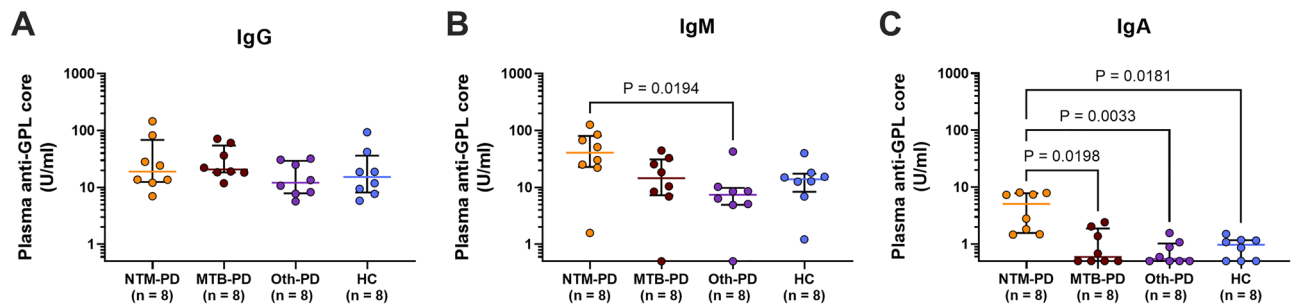 A
IgG
Plasma anti-GPL core
(U/ml)
1000
100
10
1
NTM-PD MTB-PD Oth-PD HC
(n = 8) (n = 8) (n = 8) (n = 8)
B
IgM
Plasma anti-GPL core
(U/ml)
1000
100
10
1
P = 0.0194
NTM-PD MTB-PD Oth-PD HC
(n = 8) (n = 8) (n = 8) (n = 8)
C
IgA
Plasma anti-GPL core
(U/ml)
1000
100
10
1
P = 0.0181
P = 0.0033
P = 0.0198
NTM-PD MTB-PD Oth-PD HC
(n = 8) (n = 8) (n = 8) (n = 8)